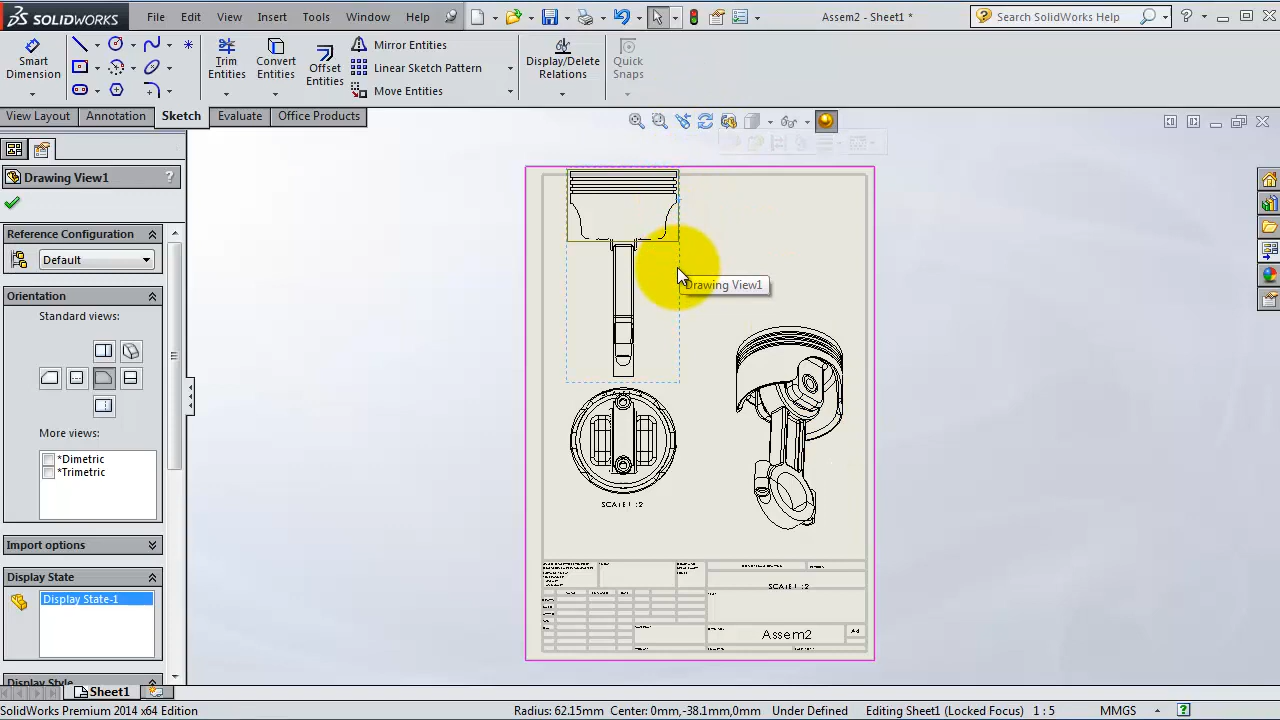 SOLIDWORKS
File Edit View Insert Tools Window Help
Assem2 - Sheet1 *
Search SolidWorks Help
Smart Dimension
Trim Entities
Convert Entities
Offset Entities
Mirror Entities
Linear Sketch Pattern
Move Entities
Display/Delete Relations
Quick Snaps
View Layout Annotation Sketch Evaluate Office Products
Drawing View1 ?
Reference Configuration
Default
Orientation
Standard views:
More views:
*Dimetric
*Trimetric
Import options
Display State
Display State-1
Display Style
Drawing View1
SCALE 1 : 2
SCALE 1 : 2
Assem2
A4
Sheet1
SolidWorks Premium 2014 x64 Edition
Radius: 62.15mm Center: 0mm,-38.1mm,0mm Under Defined Editing Sheet1 (Locked Focus) 1 : 5 MMGS